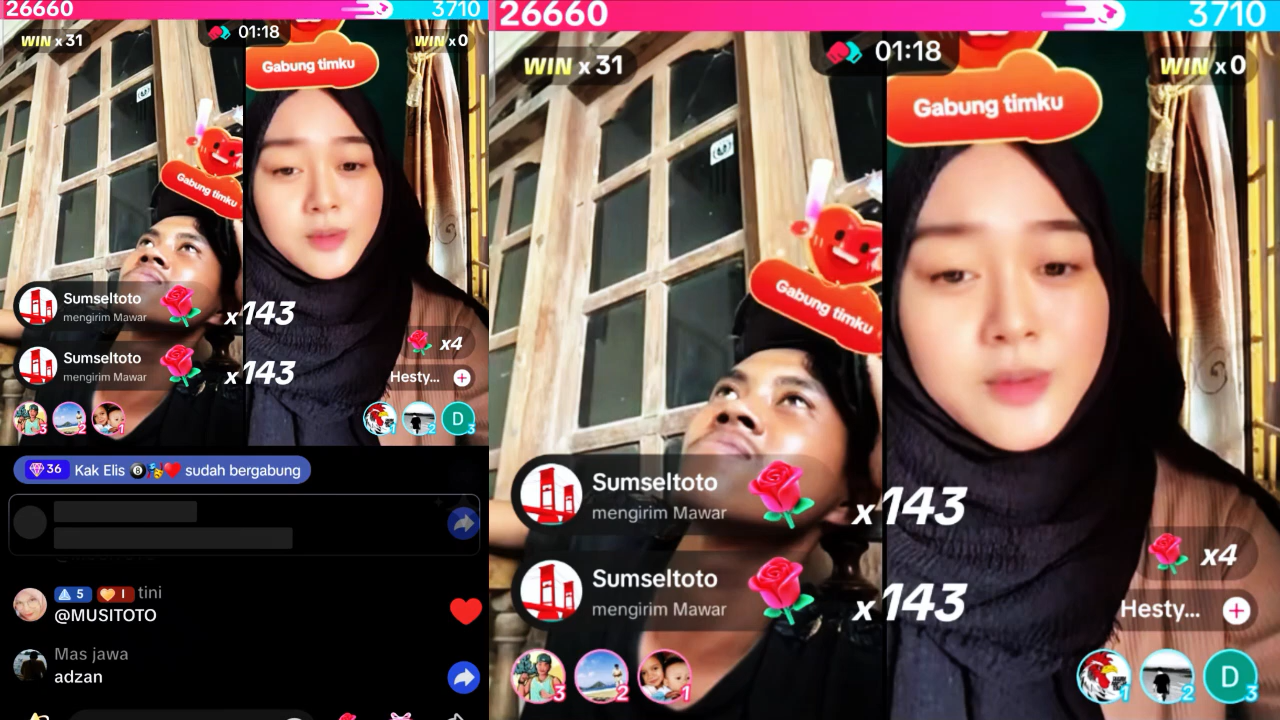 26660
3710
WIN x 31
01:18
WIN x 0
Gabung timku
Gabung timku
Sumseltoto
mengirim Mawar
x143
Sumseltoto
mengirim Mawar
x143
x4
Hesty...
3
2
1
1
2
D
3
36 Kak Elis sudah bergabung
5
1
tini
@MUSITOTO
Mas jawa
adzan
26660
3710
WIN x 31
01:18
WIN x 0
Gabung timku
Gabung timku
Sumseltoto
mengirim Mawar
x143
Sumseltoto
mengirim Mawar
x143
x4
Hesty...
3
2
1
1
2
D
3